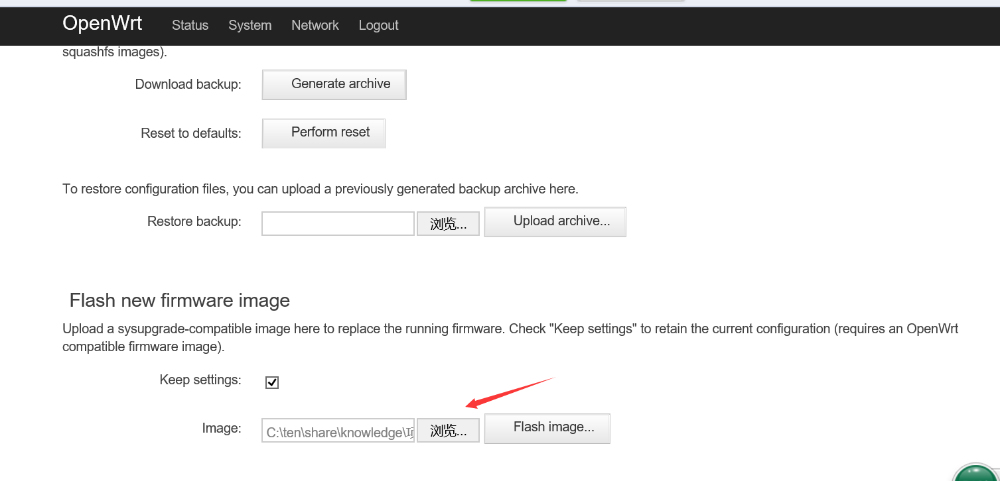 OpenWrt Status System Network Logout
squashfs images).
Download backup: Generate archive
Reset to defaults: Perform reset
To restore configuration files, you can upload a previously generated backup archive here.
Restore backup: 浏览... Upload archive...
Flash new firmware image
Upload a sysupgrade-compatible image here to replace the running firmware. Check "Keep settings" to retain the current configuration (requires an OpenWrt
compatible firmware image).
Keep settings:
Image: C:\ten\share\knowledge\ 浏览... Flash image...